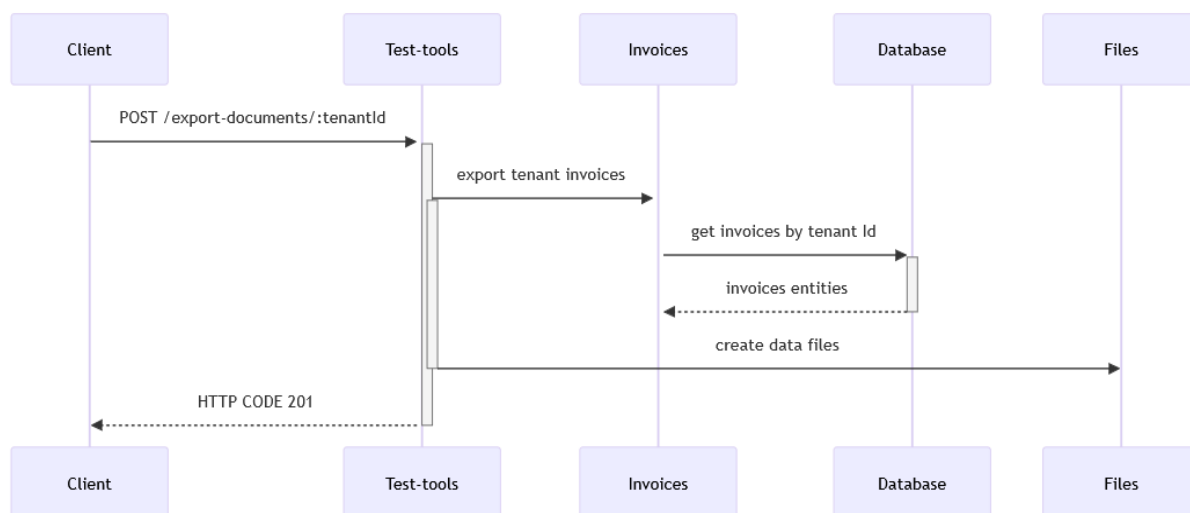 Client
Test-tools
Invoices
Database
Files
POST /export-documents/:tenantId
export tenant invoices
get invoices by tenant Id
invoices entities
create data files
HTTP CODE 201
Client
Test-tools
Invoices
Database
Files